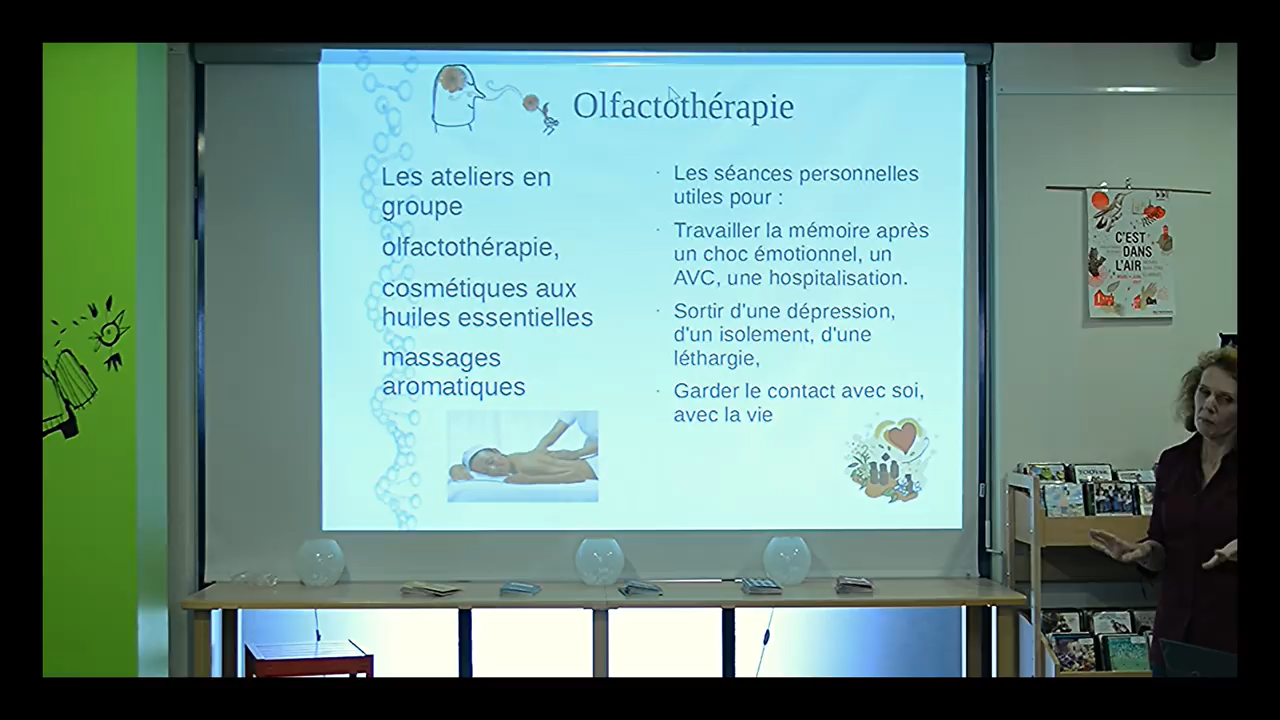 Olfactothérapie
Les ateliers en
groupe
olfactothérapie,
cosmétiques aux
huiles essentielles
massages
aromatiques
· Les séances personnelles
utiles pour :
· Travailler la mémoire après
un choc émotionnel, un
AVC, une hospitalisation.
· Sortir d'une dépression,
d'un isolement, d'une
léthargie,
· Garder le contact avec soi,
avec la vie
C'EST
DANS
L'AIR